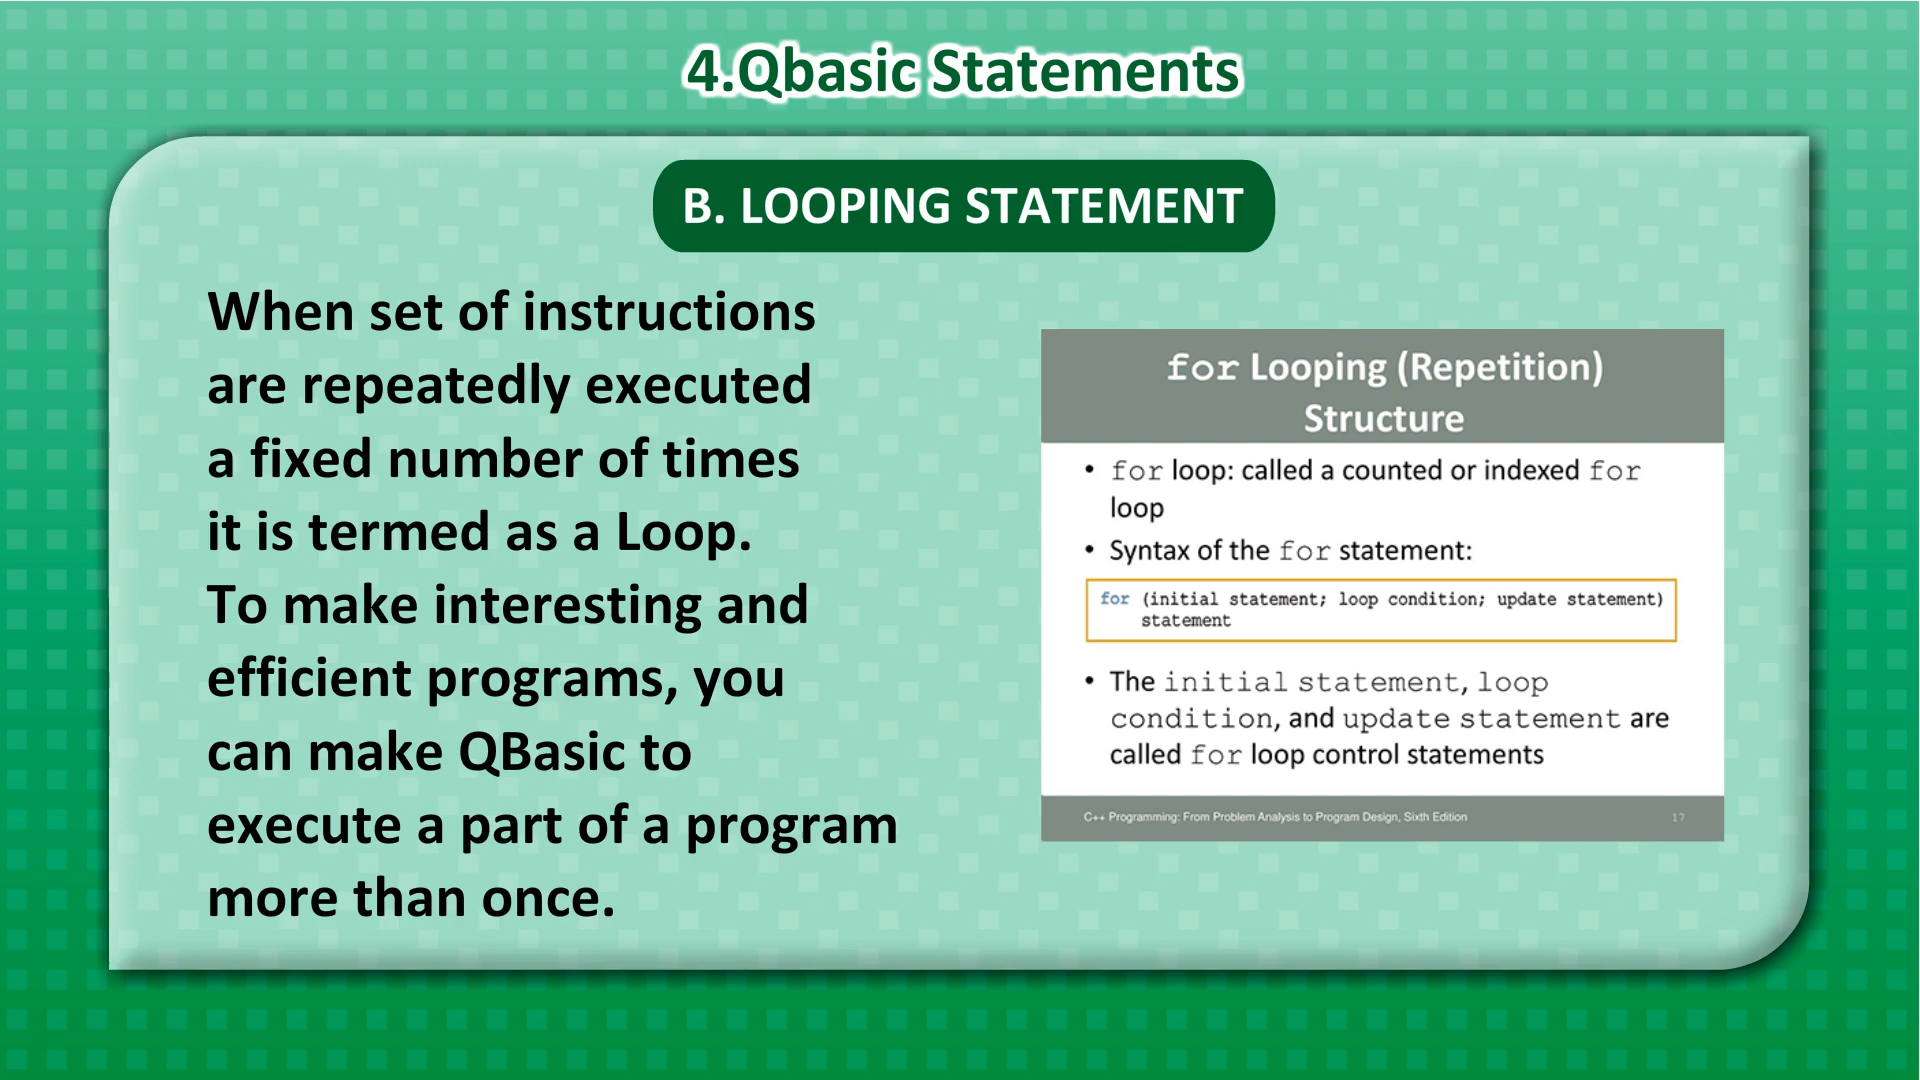 4.Qbasic Statements
B. LOOPING STATEMENT
When set of instructions
are repeatedly executed
a fixed number of times
it is termed as a Loop.
To make interesting and
efficient programs, you
can make QBasic to
execute a part of a program
more than once.
for Looping (Repetition)
Structure
• for loop: called a counted or indexed for
loop
• Syntax of the for statement:
for (initial statement; loop condition; update statement)
statement
• The initial statement, loop
condition, and update statement are
called for loop control statements
C++ Programming: From Problem Analysis to Program Design, Sixth Edition 17